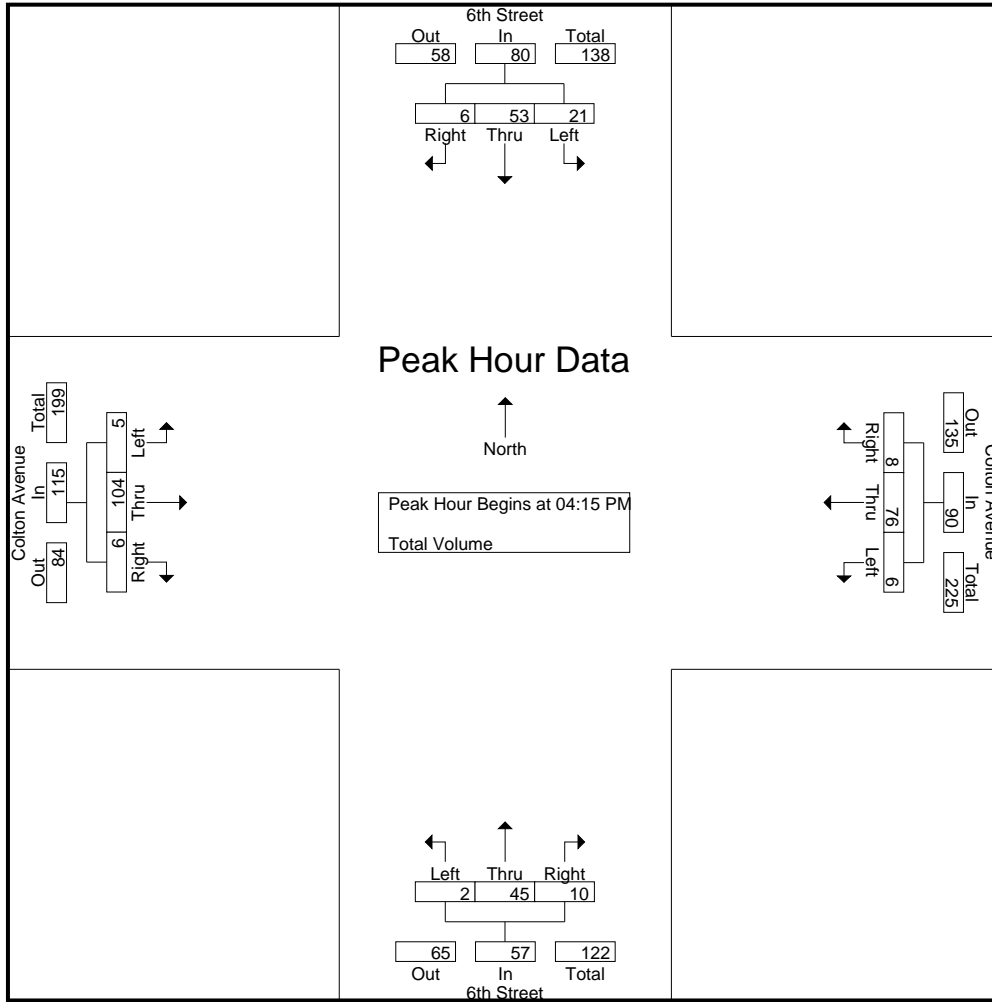 6th Street
Out In Total
58 80 138
6 53 21
Right Thru Left
Peak Hour Data
North
Peak Hour Begins at 04:15 PM
Total Volume
Colton Avenue
Out In Total
84 115 199
6 104 5
Right Thru Left
Colton Avenue
Out In Total
135 90 225
8 76 6
Right Thru Left
Left Thru Right
2 45 10
65 57 122
Out In Total
6th Street